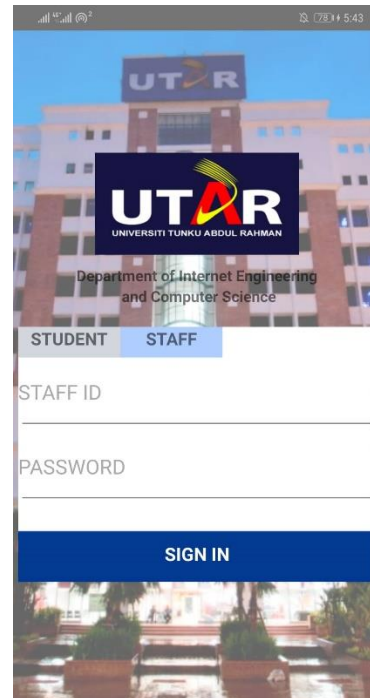 78 5:43
UTAR
UTAR
UNIVERSITI TUNKU ABDUL RAHMAN
Department of Internet Engineering
and Computer Science
STUDENT STAFF
STAFF ID
PASSWORD
SIGN IN